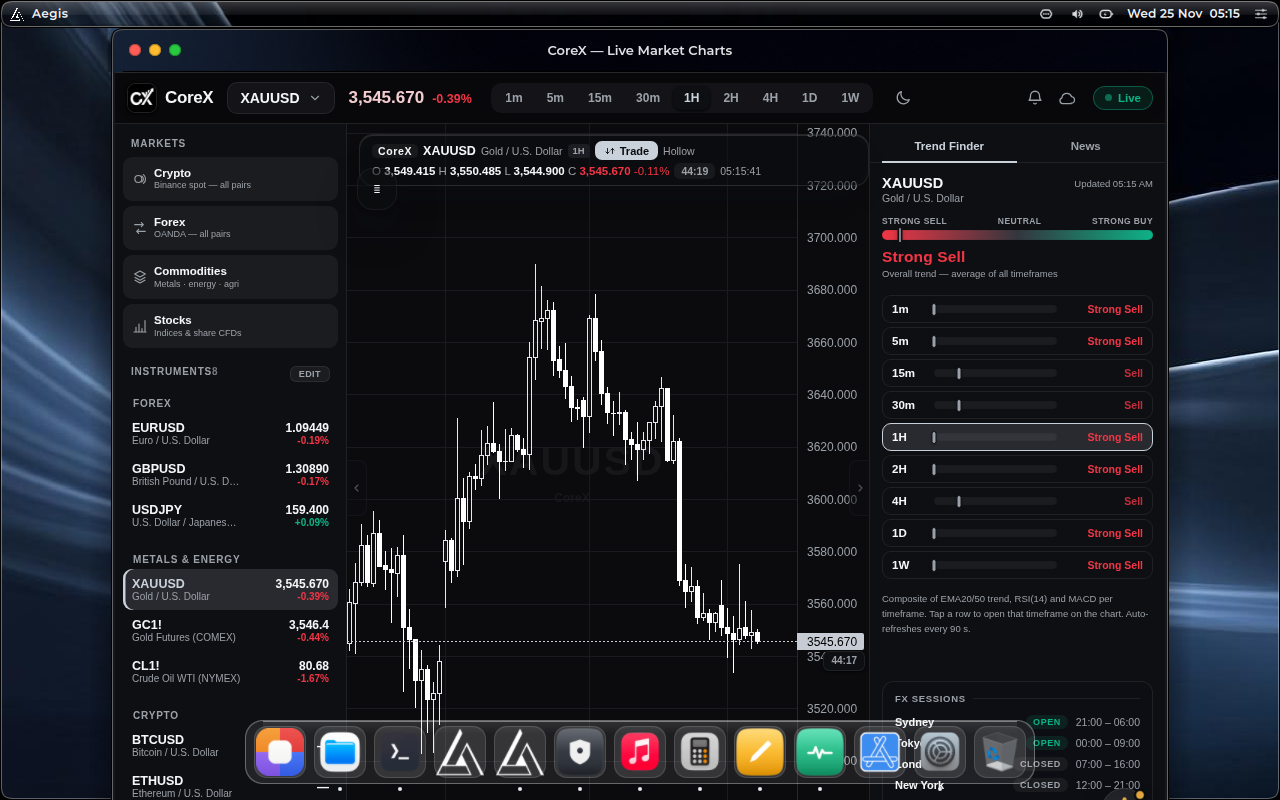 Aegis
Wed 25 Nov 05:15
CoreX — Live Market Charts
CX CoreX
XAUUSD
3,545.670 -0.39%
1m 5m 15m 30m 1H 2H 4H 1D 1W
Live
MARKETS
Crypto
Binance spot — all pairs
Forex
OANDA — all pairs
Commodities
Metals · energy · agri
Stocks
Indices & share CFDs
INSTRUMENTS8
EDIT
FOREX
EURUSD 1.09449
Euro / U.S. Dollar -0.19%
GBPUSD 1.30890
British Pound / U.S. D… -0.17%
USDJPY 159.400
U.S. Dollar / Japanes… +0.09%
METALS & ENERGY
XAUUSD 3,545.670
Gold / U.S. Dollar -0.39%
GC1! 3,546.4
Gold Futures (COMEX) -0.44%
CL1! 80.68
Crude Oil WTI (NYMEX) -1.67%
CRYPTO
BTCUSD
Bitcoin / U.S. Dollar
ETHUSD
Ethereum / U.S. Dollar —
CoreX XAUUSD Gold / U.S. Dollar 1H Trade Hollow
O 3,549.415 H 3,550.485 L 3,544.900 C 3,545.670 -0.11% 44:19 05:15:41
XAUUSD
CoreX
3740.000
3720.000
3700.000
3680.000
3660.000
3640.000
3620.000
3600.000
3580.000
3560.000
3545.670
44:17
3520.000
Trend Finder
News
XAUUSD
Updated 05:15 AM
Gold / U.S. Dollar
STRONG SELL NEUTRAL STRONG BUY
Strong Sell
Overall trend — average of all timeframes
1m Strong Sell
5m Strong Sell
15m Sell
30m Sell
1H Strong Sell
2H Strong Sell
4H Sell
1D Strong Sell
1W Strong Sell
Composite of EMA20/50 trend, RSI(14) and MACD per
timeframe. Tap a row to open that timeframe on the chart. Auto-
refreshes every 90 s.
FX SESSIONS
Sydney OPEN 21:00 – 06:00
OPEN 00:00 – 09:00
CLOSED 07:00 – 16:00
New York CLOSED 12:00 – 21:00